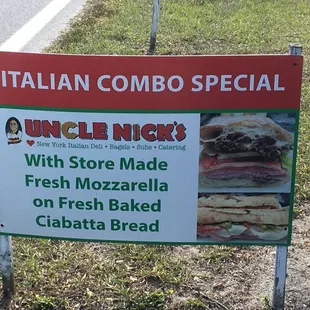 ITALIAN COMBO SPECIAL
UNCLE NICK'S
New York Italian Deli • Bagels • Subs • Catering
With Store Made
Fresh Mozzarella
on Fresh Baked
Ciabatta Bread